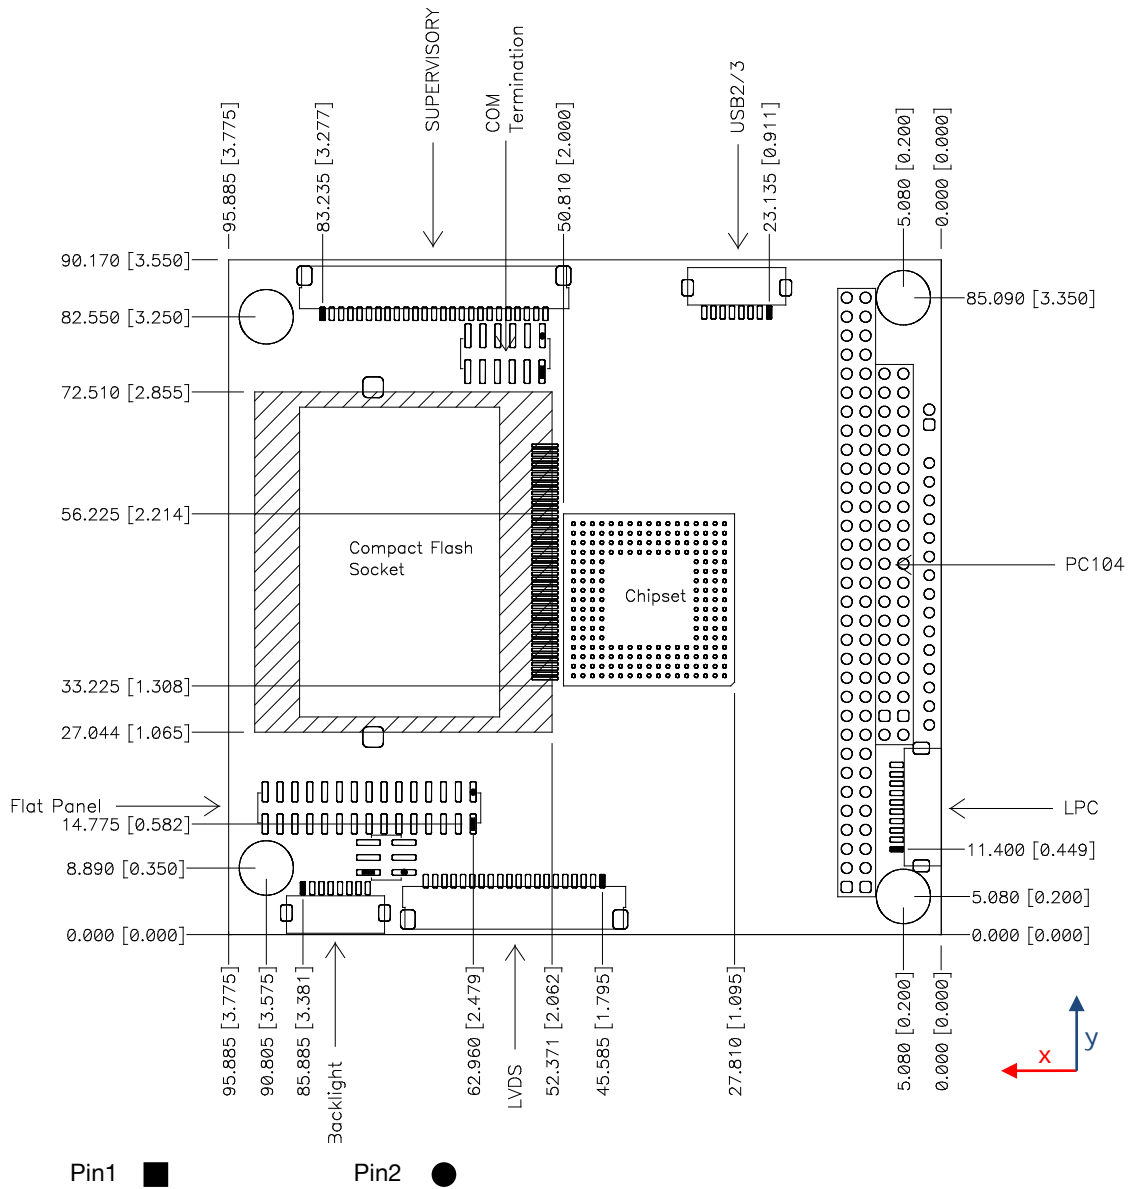 SUPERVISORY
COM
Termination
USB2/3
95.885 [3.775]
83.235 [3.277]
50.810 [2.000]
23.135 [0.911]
5.080 [0.200]
0.000 [0.000]
90.170 [3.550]
85.090 [3.350]
82.550 [3.250]
72.510 [2.855]
56.225 [2.214]
Compact Flash
Socket
Chipset
PC104
33.225 [1.308]
27.044 [1.065]
Flat Panel
LPC
14.775 [0.582]
11.400 [0.449]
8.890 [0.350]
5.080 [0.200]
0.000 [0.000]
0.000 [0.000]
95.885 [3.775]
90.805 [3.575]
85.885 [3.381]
62.960 [2.479]
52.371 [2.062]
45.585 [1.795]
27.810 [1.095]
5.080 [0.200]
0.000 [0.000]
Backlight
LVDS
x
y
Pin1
Pin2